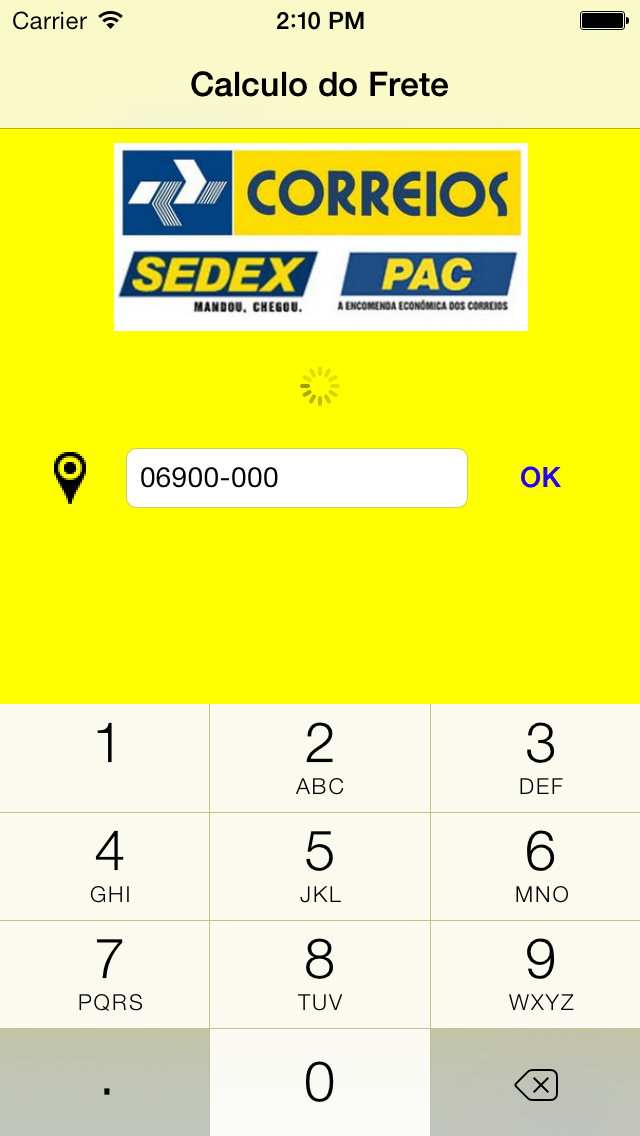 Carrier 2:10 PM
Calculo do Frete
CORREIOS
SEDEX PAC
MANDOU, CHEGOU. A ENCOMENDA ECONÔMICA DOS CORREIOS
06900-000 OK
1 2 3
ABC DEF
4 5 6
GHI JKL MNO
7 8 9
PQRS TUV WXYZ
. 0